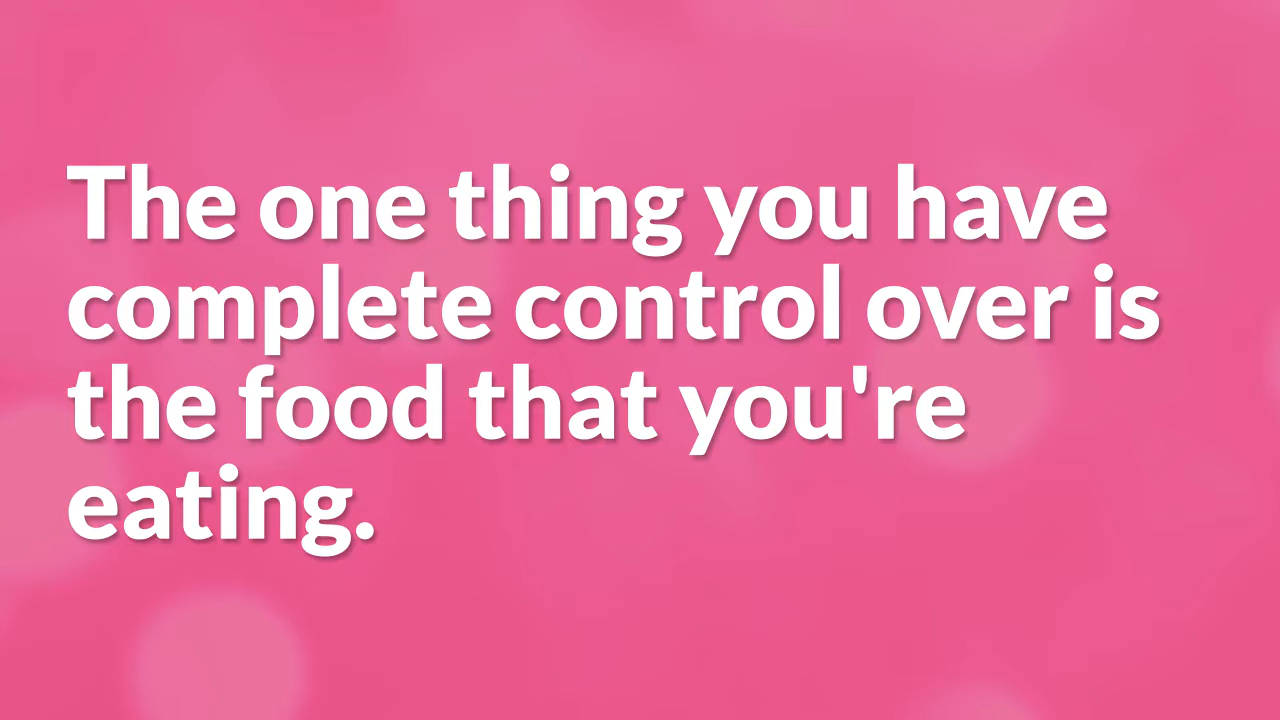 The one thing you have
complete control over is
the food that you're
eating.